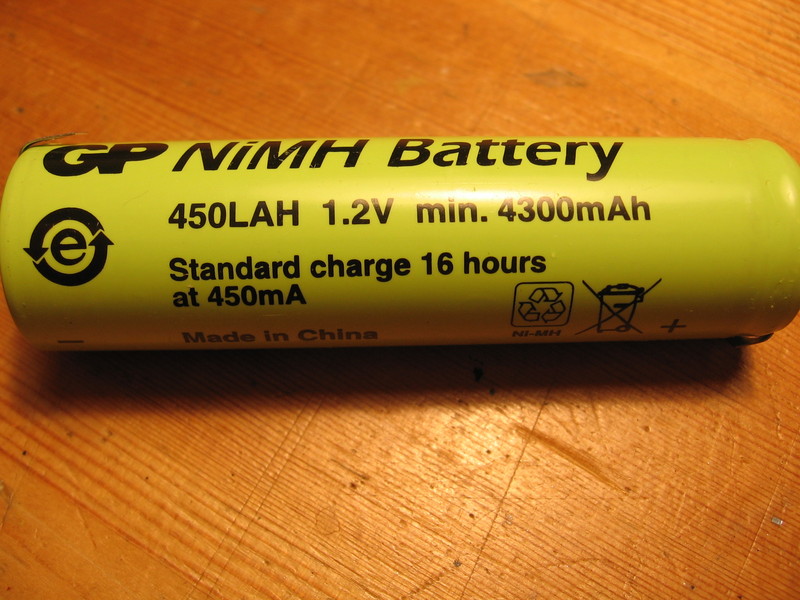 GP NiMH Battery
450LAH 1.2V min. 4300mAh
e
Standard charge 16 hours
at 450mA
Ni-MH
Made in China
- +